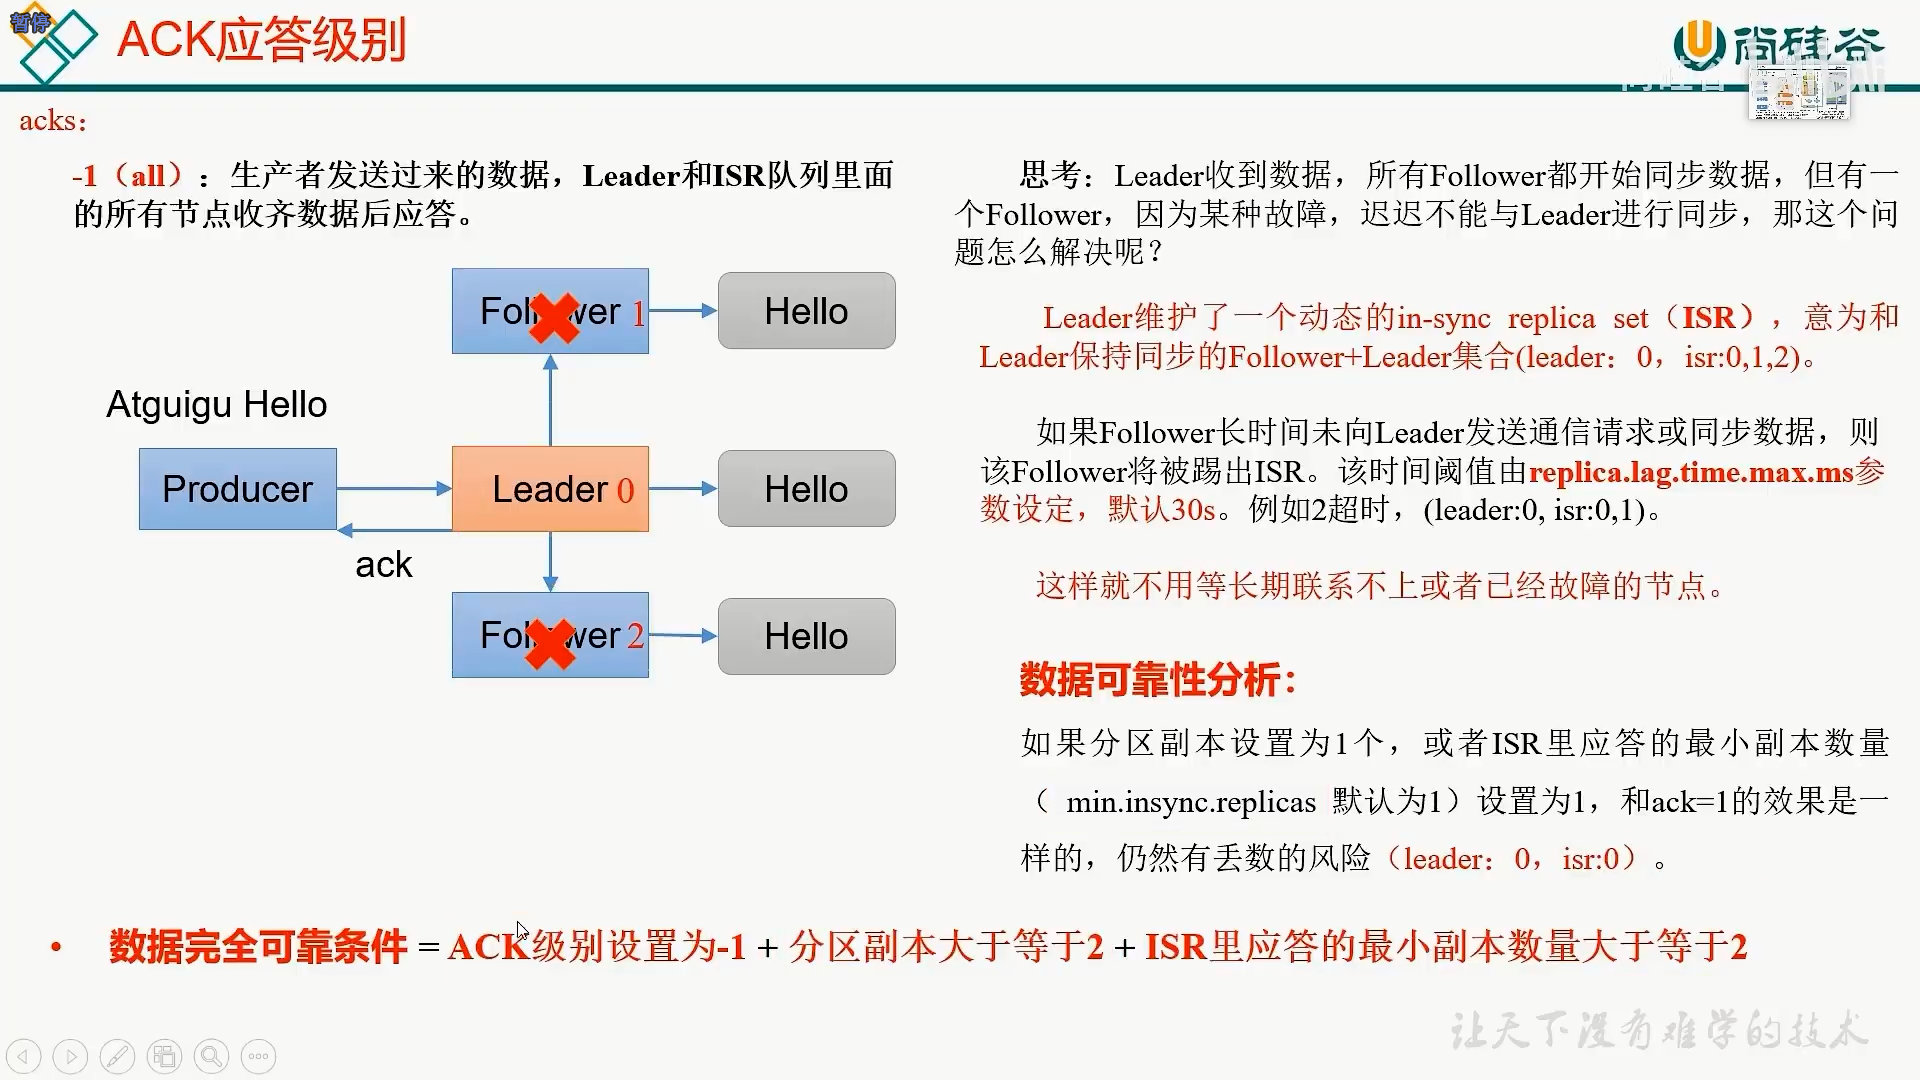 暂停
ACK应答级别
尚硅谷
acks：
-1（all）：生产者发送过来的数据，Leader和ISR队列里面
的所有节点收齐数据后应答。
Follower 1
Hello
Atguigu Hello
Producer
Leader 0
Hello
ack
Follower 2
Hello
思考：Leader收到数据，所有Follower都开始同步数据，但有一
个Follower，因为某种故障，迟迟不能与Leader进行同步，那这个问
题怎么解决呢？
Leader维护了一个动态的in-sync replica set（ISR），意为和
Leader保持同步的Follower+Leader集合(leader：0，isr:0,1,2)。
如果Follower长时间未向Leader发送通信请求或同步数据，则
该Follower将被踢出ISR。该时间阈值由replica.lag.time.max.ms参
数设定，默认30s。例如2超时，(leader:0, isr:0,1)。
这样就不用等长期联系不上或者已经故障的节点。
数据可靠性分析：
如果分区副本设置为1个，或者ISR里应答的最小副本数量
（ min.insync.replicas 默认为1）设置为1，和ack=1的效果是一
样的，仍然有丢数的风险（leader：0，isr:0）。
• 数据完全可靠条件 = ACK级别设置为-1 + 分区副本大于等于2 + ISR里应答的最小副本数量大于等于2
让天下没有难学的技术